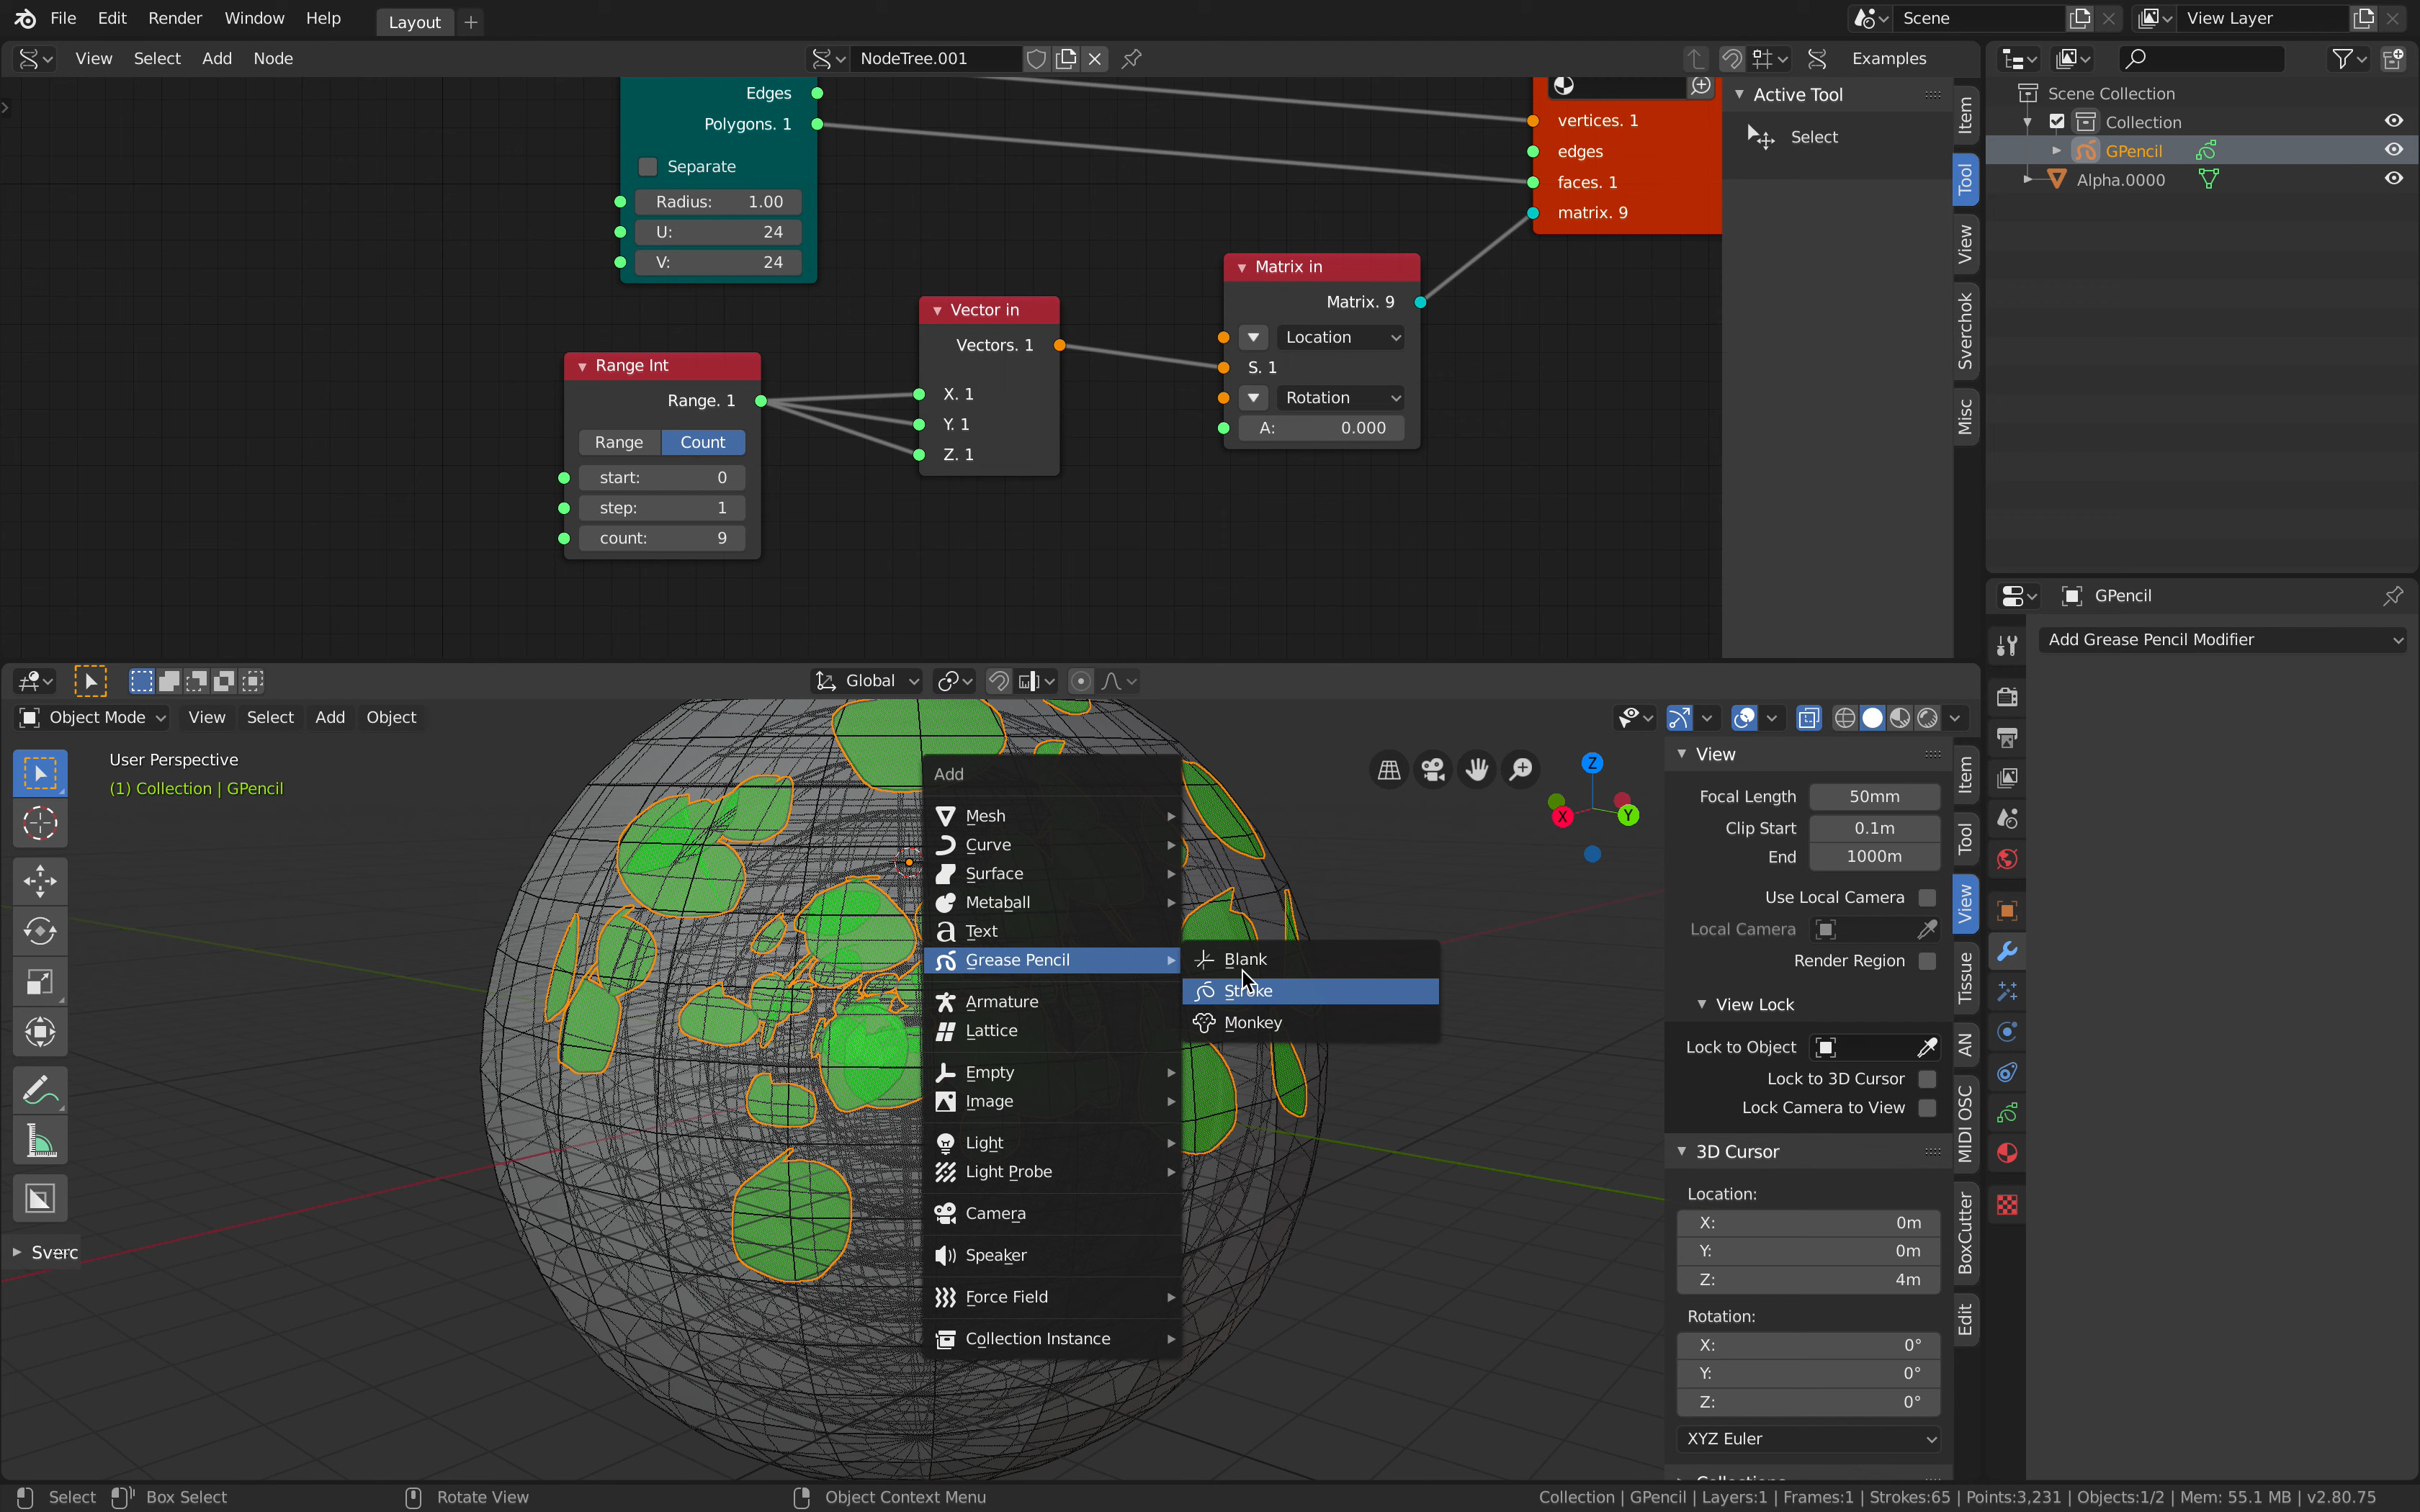 File Edit Render Window Help Layout Scene View Layer
View Select Add Node NodeTree.001 Examples
Edges
Polygons. 1
Separate
Radius: 1.00
U: 24
V: 24
vertices. 1
edges
faces. 1
matrix. 9
Matrix in
Matrix. 9
Location
S. 1
Rotation
A: 0.000
Vector in
Vectors. 1
X. 1
Y. 1
Z. 1
Range Int
Range. 1
Range Count
start: 0
step: 1
count: 9
Active Tool
Select
Item
Tool
View
Sverchok
Misc
Scene Collection
Collection
GPencil
Alpha.0000
GPencil
Add Grease Pencil Modifier
Global
Object Mode View Select Add Object
User Perspective
(1) Collection | GPencil
Sverc
Add
Mesh
Curve
Surface
Metaball
Text
Grease Pencil
Armature
Lattice
Empty
Image
Light
Light Probe
Camera
Speaker
Force Field
Collection Instance
Blank
Stroke
Monkey
Z
X
Y
View
Focal Length 50mm
Clip Start 0.1m
End 1000m
Use Local Camera
Local Camera
Render Region
View Lock
Lock to Object
Lock to 3D Cursor
Lock Camera to View
3D Cursor
Location:
X: 0m
Y: 0m
Z: 4m
Rotation:
X: 0°
Y: 0°
Z: 0°
XYZ Euler
Item
Tool
View
Tissue
AN
MIDI OSC
BoxCutter
Edit
Select Box Select Rotate View Object Context Menu
Collection | GPencil | Layers:1 | Frames:1 | Strokes:65 | Points:3,231 | Objects:1/2 | Mem: 55.1 MB | v2.80.75